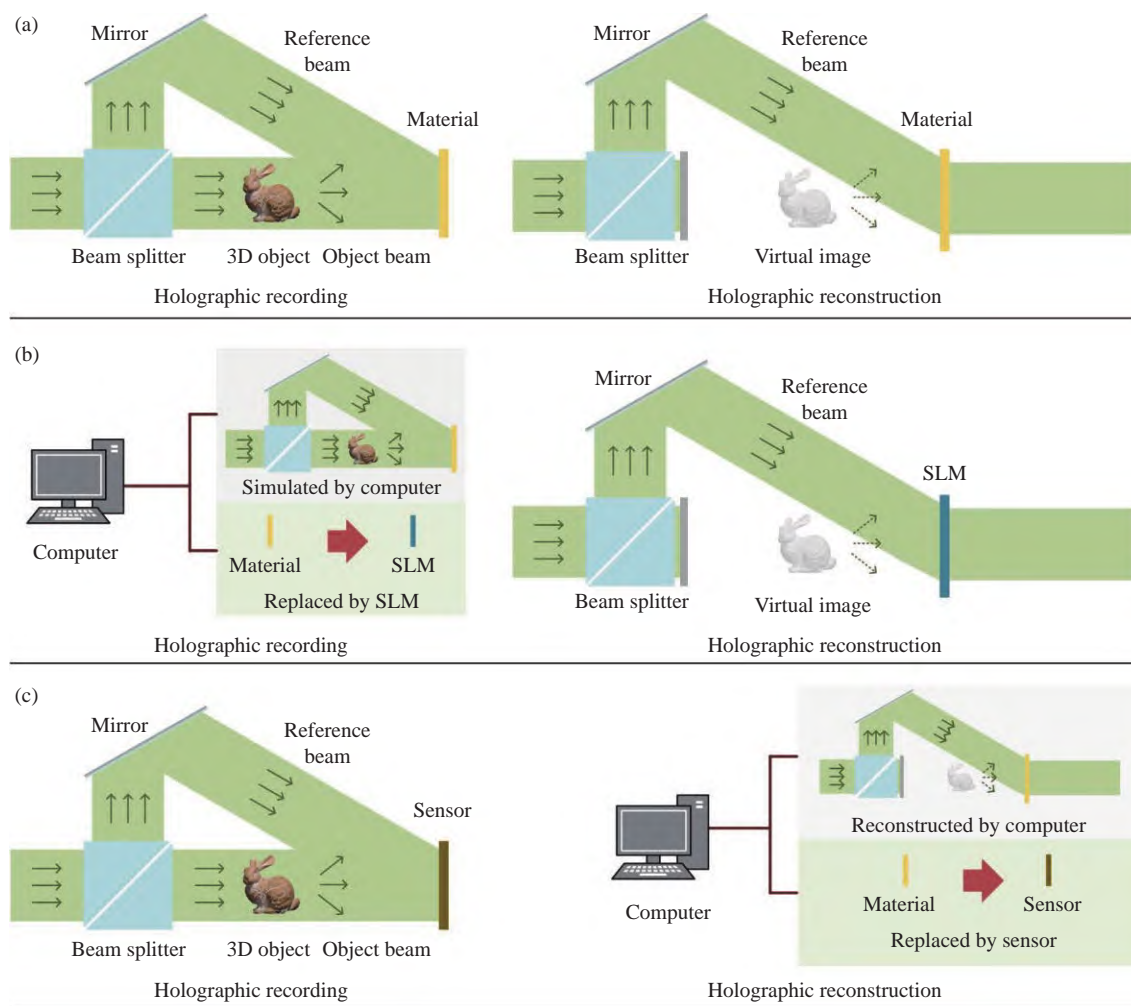 (a)
Mirror
Reference
beam
Material
Beam splitter
3D object
Object beam
Holographic recording
Mirror
Reference
beam
Material
Beam splitter
Virtual image
Holographic reconstruction
(b)
Computer
Simulated by computer
Material
SLM
Replaced by SLM
Holographic recording
Mirror
Reference
beam
SLM
Beam splitter
Virtual image
Holographic reconstruction
(c)
Mirror
Reference
beam
Sensor
Beam splitter
3D object
Object beam
Holographic recording
Computer
Reconstructed by computer
Material
Sensor
Replaced by sensor
Holographic reconstruction